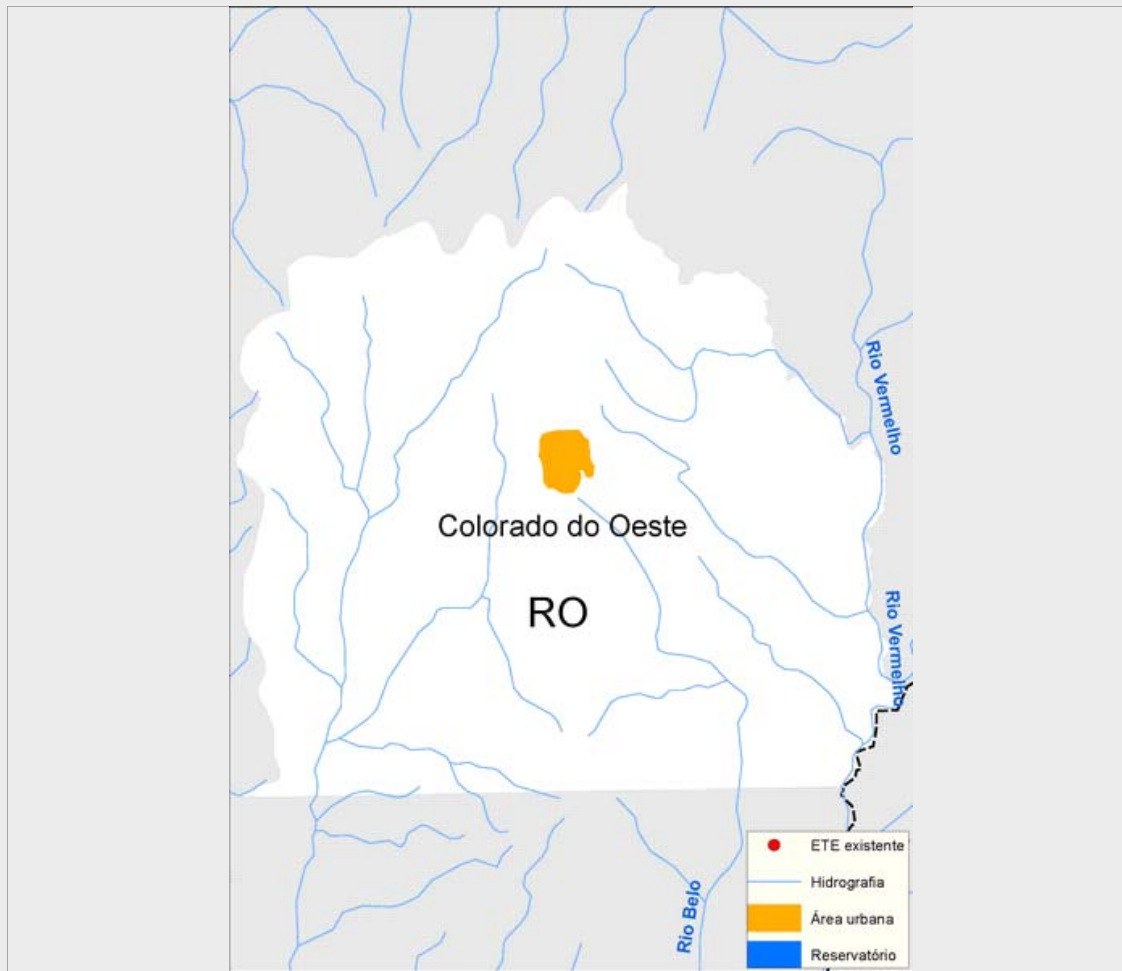 Rio Vermelho
Colorado do Oeste
RO
Rio Vermelho
Rio Belo
ETE existente
Hidrografia
Área urbana
Reservatório